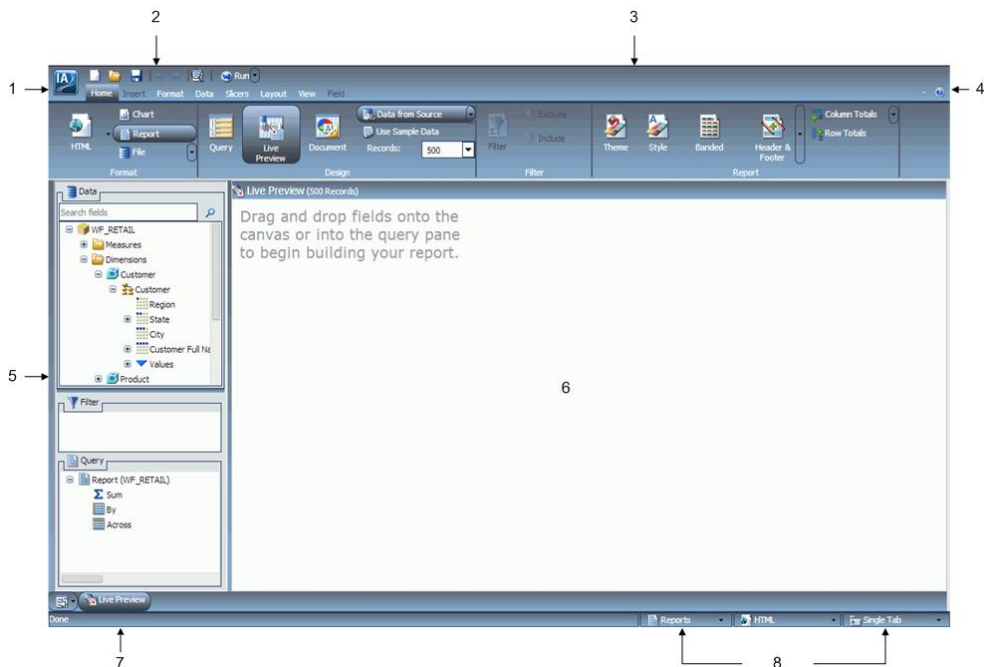 2 3
IA
Run
1
Home Insert Format Data Slicers Layout View Field
4
HTML
Chart
Report
File
Format
Query
Live Preview
Document
Data from Source
Use Sample Data
Records: 500
Design
Filter
Exclude
Include
Filter
Theme
Style
Banded
Header & Footer
Column Totals
Row Totals
Report
Data
Search fields
WF_RETAIL
Measures
Dimensions
Customer
Customer
Region
State
City
Customer Full Na
Values
Product
5
Filter
Query
Report (WF_RETAIL)
Sum
By
Across
Live Preview (500 Records)
Drag and drop fields onto the
canvas or into the query pane
to begin building your report.
6
Live Preview
Done
Reports HTML Single Tab
7 8